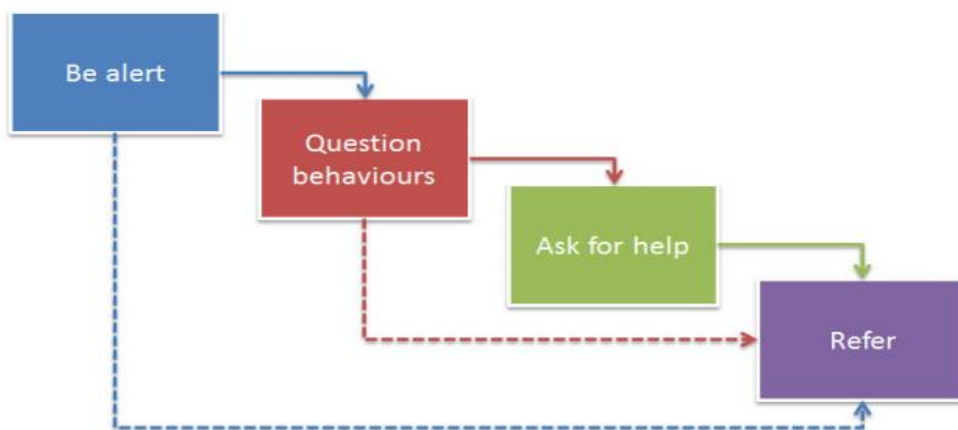 Be alert
Question
behaviours
Ask for help
Refer